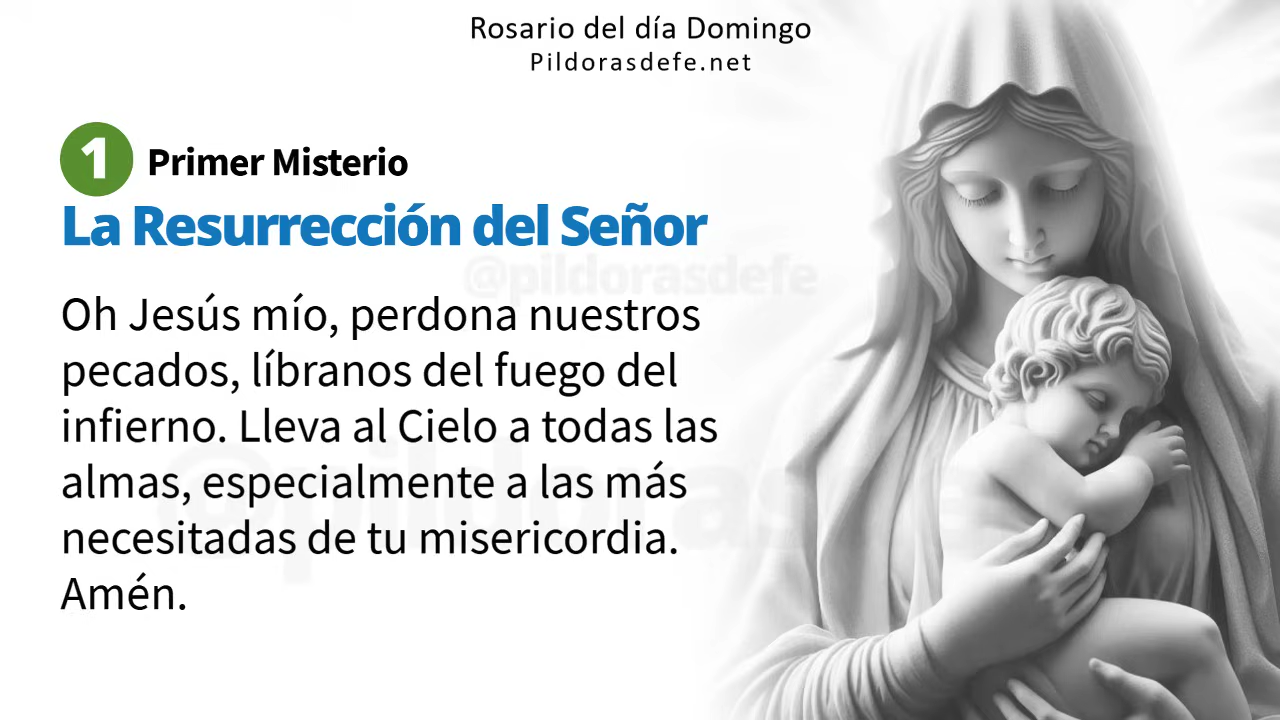 Rosario del día Domingo
Pildorasdefe.net
1 Primer Misterio
La Resurrección del Señor
@pildorasdefe
Oh Jesús mío, perdona nuestros
pecados, líbranos del fuego del
infierno. Lleva al Cielo a todas las
almas, especialmente a las más
necesitadas de tu misericordia.
Amén.